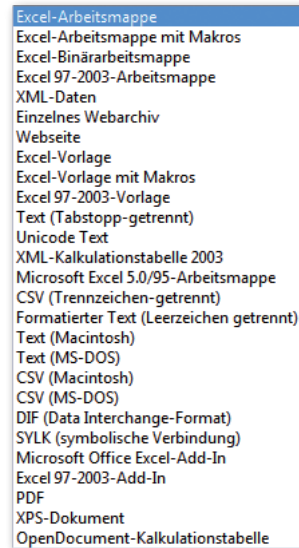 Excel-Arbeitsmappe
Excel-Arbeitsmappe mit Makros
Excel-Binärarbeitsmappe
Excel 97-2003-Arbeitsmappe
XML-Daten
Einzelnes Webarchiv
Webseite
Excel-Vorlage
Excel-Vorlage mit Makros
Excel 97-2003-Vorlage
Text (Tabstopp-getrennt)
Unicode Text
XML-Kalkulationstabelle 2003
Microsoft Excel 5.0/95-Arbeitsmappe
CSV (Trennzeichen-getrennt)
Formatierter Text (Leerzeichen getrennt)
Text (Macintosh)
Text (MS-DOS)
CSV (Macintosh)
CSV (MS-DOS)
DIF (Data Interchange-Format)
SYLK (symbolische Verbindung)
Microsoft Office Excel-Add-In
Excel 97-2003-Add-In
PDF
XPS-Dokument
OpenDocument-Kalkulationstabelle